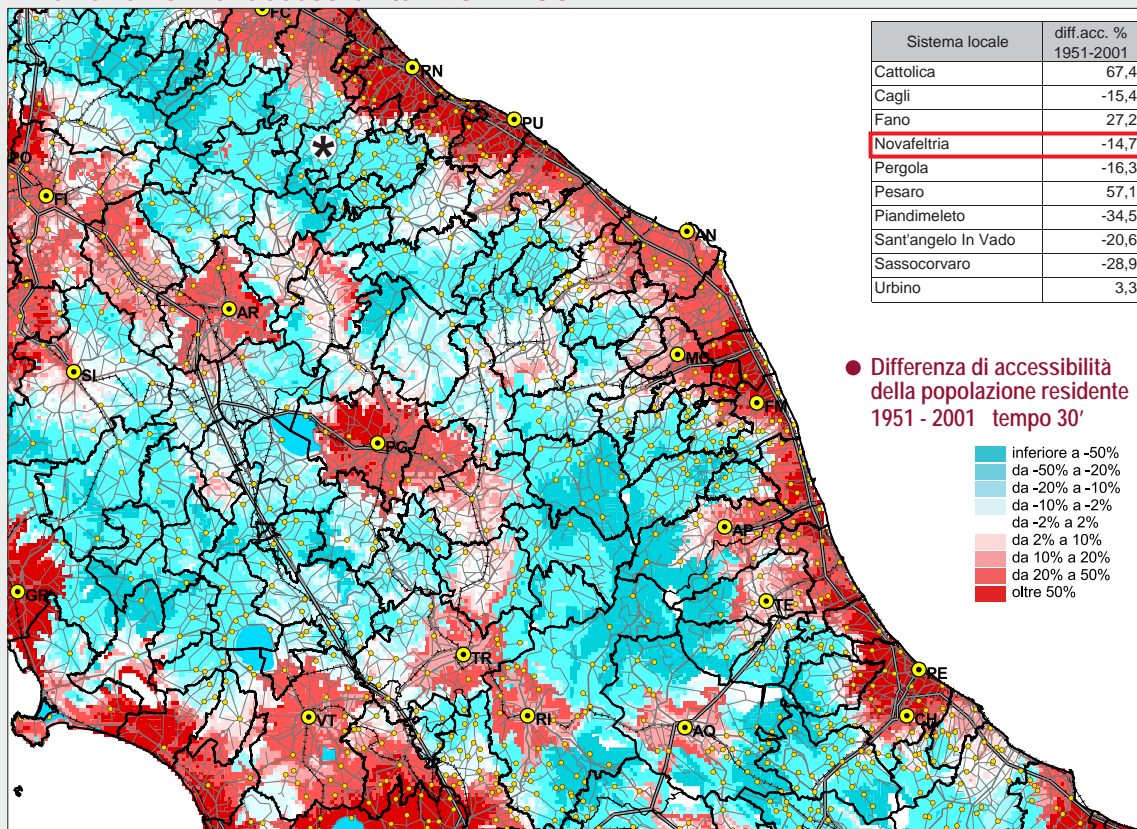 Sistema locale diff.acc. % 1951-2001
Cattolica 67,4
Cagli -15,4
Fano 27,2
Novafeltria -14,7
Pergola -16,3
Pesaro 57,1
Piandimeleto -34,5
Sant'angelo In Vado -20,6
Sassocorvaro -28,9
Urbino 3,3
Differenza di accessibilità
della popolazione residente
1951 - 2001 tempo 30'
inferiore a -50%
da -50% a -20%
da -20% a -10%
da -10% a -2%
da -2% a 2%
da 2% a 10%
da 10% a 20%
da 20% a 50%
oltre 50%
FC
RN
PU
PO
FI
AN
AR
MC
SI
FM
PG
AP
GR
TE
TR
PE
VT
RI
AQ
CH
*